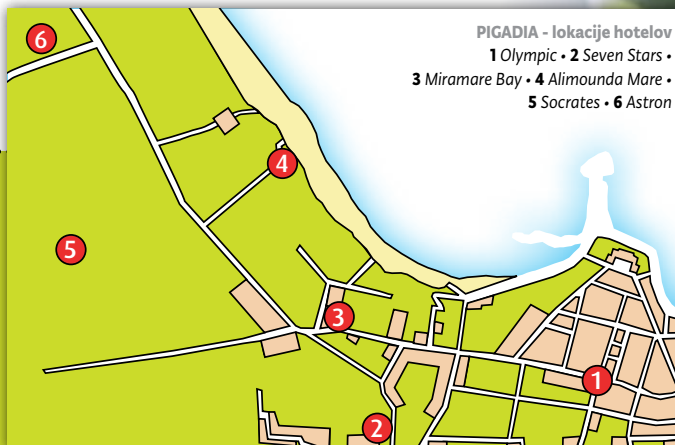 PIGADIA - lokacije hotelov
1 Olympic • 2 Seven Stars •
3 Miramare Bay • 4 Alimounda Mare •
5 Socrates • 6 Astron
6
4
5
3
1
2